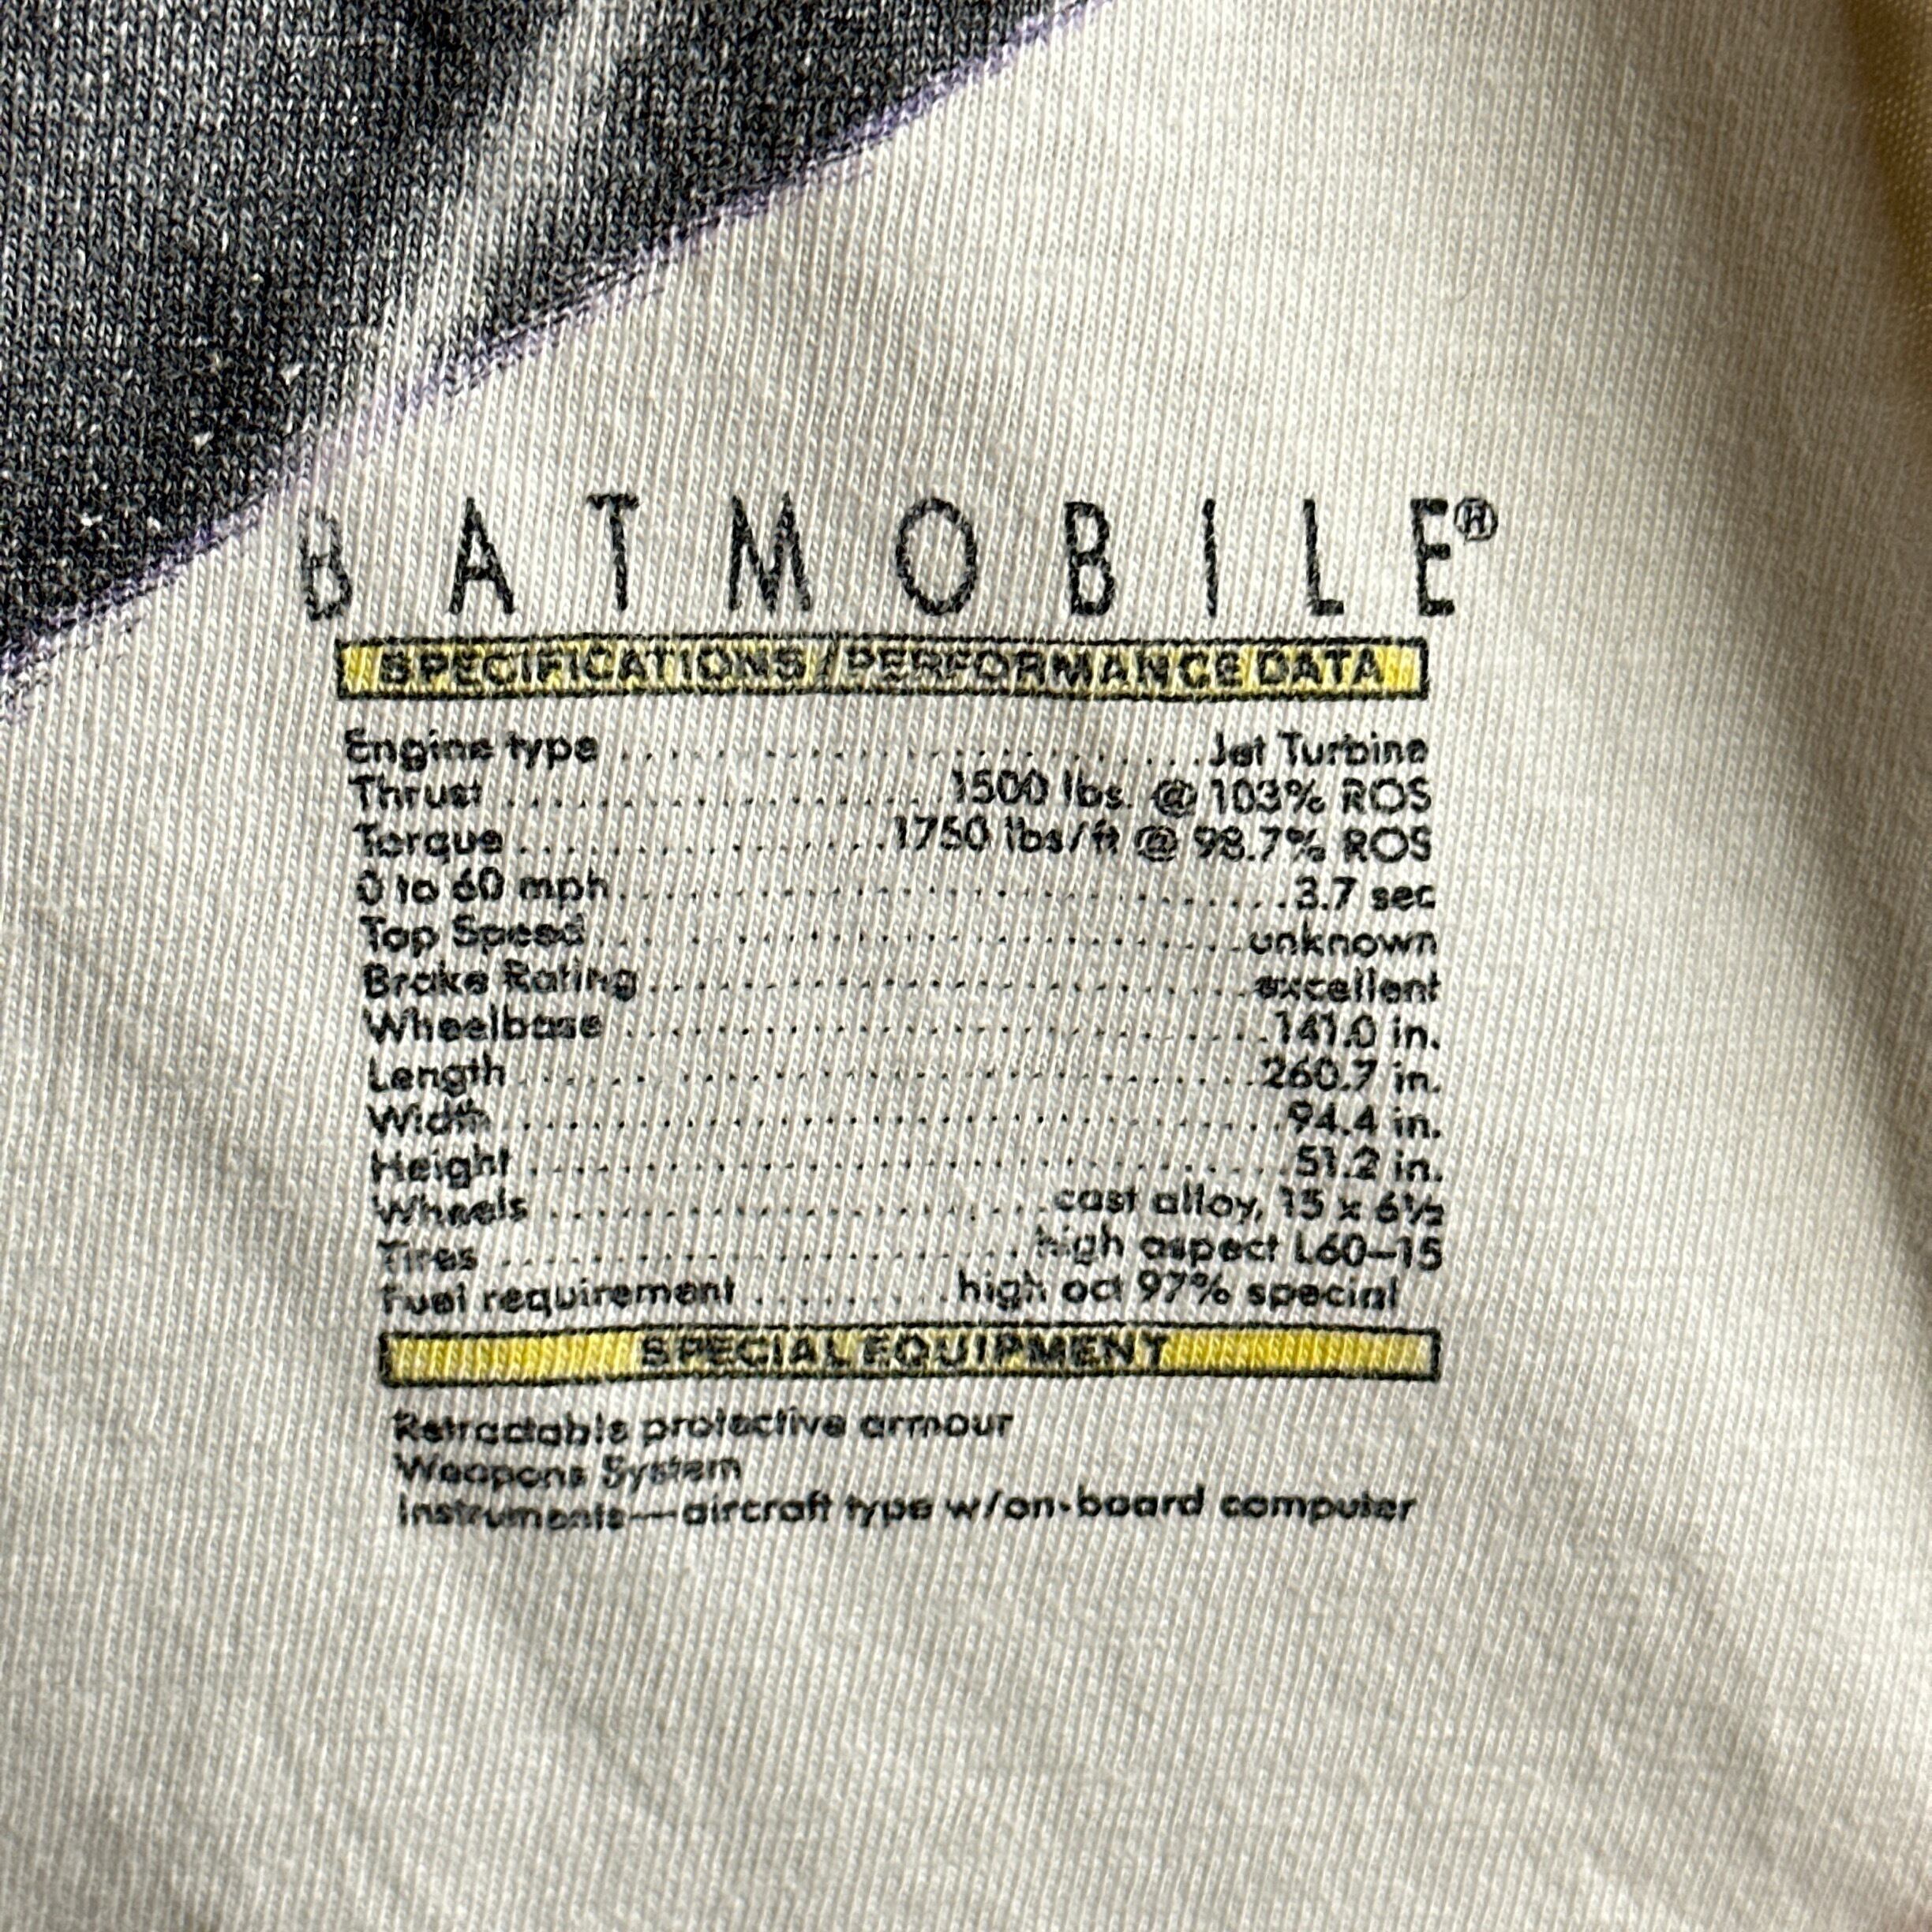 BATMOBILE®
SPECIFICATIONS/PERFORMANCE DATA
Engine type ........................ Jet Turbine
Thrust .................. 1500 lbs. @ 103% ROS
Torque ................ 1750 lbs/ft @ 98.7% ROS
0 to 60 mph .............................. 3.7 sec
Top Speed ............................ unknown
Brake Rating .......................... excellent
Wheelbase ............................ 141.0 in.
Length ................................ 260.7 in.
Width .................................. 94.4 in.
Height .................................. 51.2 in.
Wheels ...................... cast alloy, 15 x 6½
Tires ....................... high aspect L60–15
Fuel requirement ......... high oct 97% special
SPECIAL EQUIPMENT
Retractable protective armour
Weapons System
Instruments—aircraft type w/on-board computer